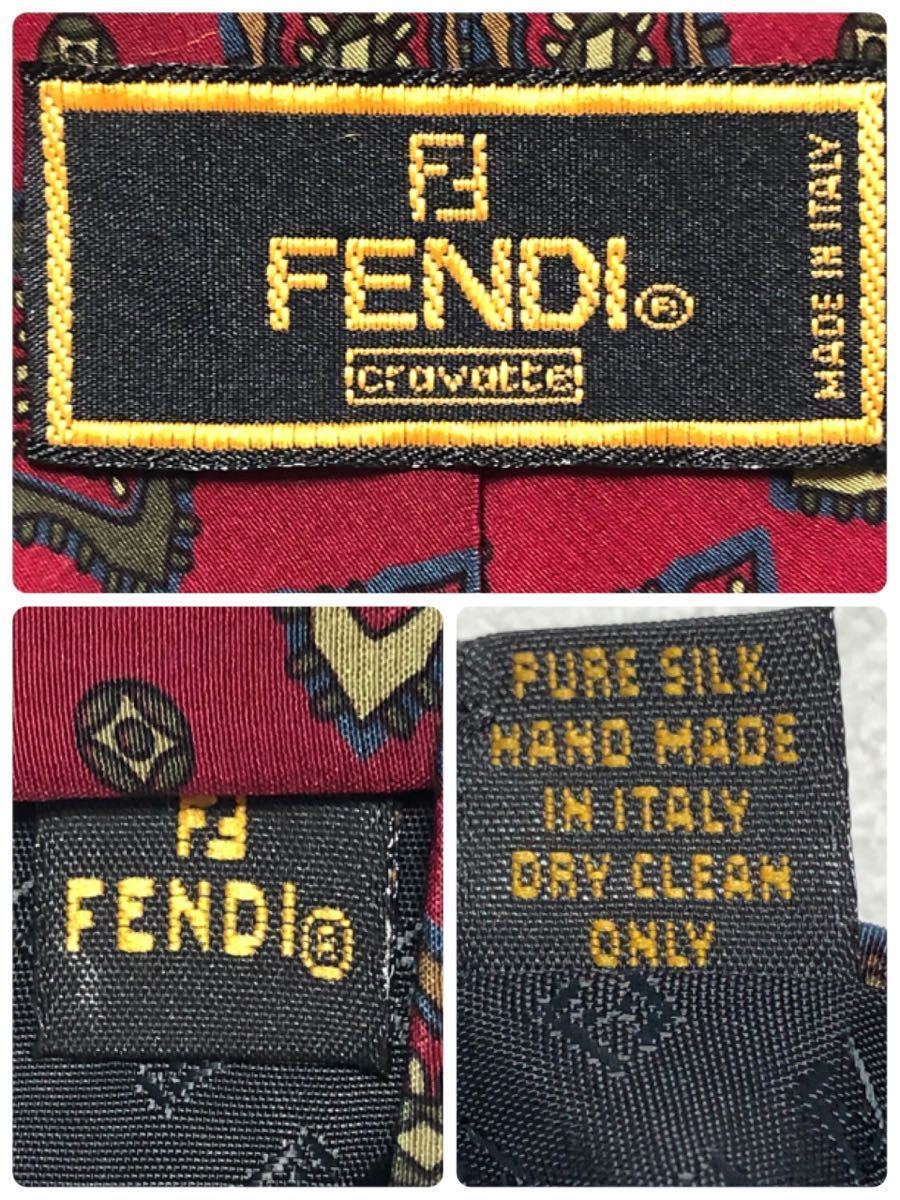 FF
FENDI®
cravatte
MADE IN ITALY
FF
FENDI®
PURE SILK
HAND MADE
IN ITALY
DRY CLEAN
ONLY